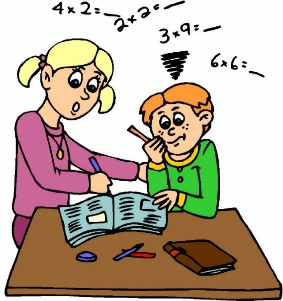 4 x 2 = _
2 x 2 = _
3 x 9 = _
6 x 6 = _